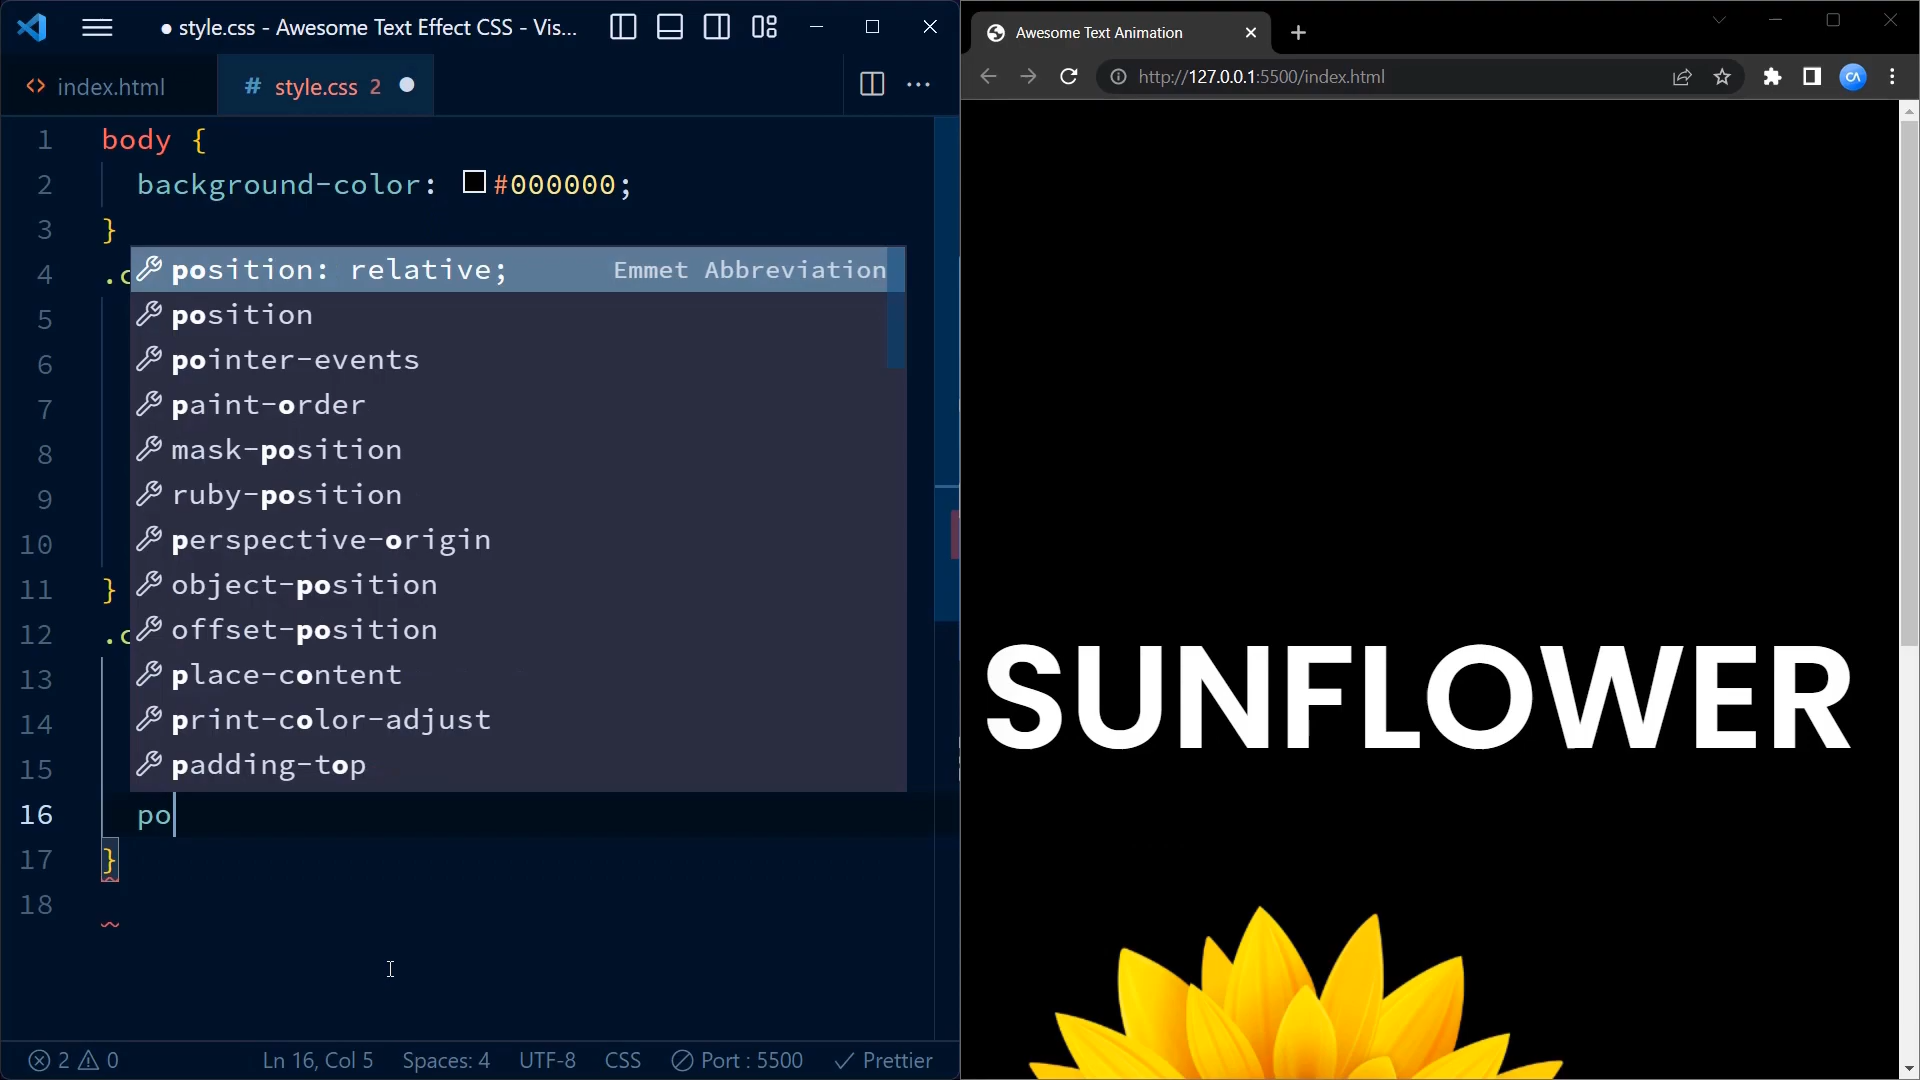 style.css - Awesome Text Effect CSS - Vis...
index.html
# style.css 2
1 body {
2 background-color: #000000;
3 }
4 .c
position: relative; Emmet Abbreviation
5 position
6 pointer-events
7 paint-order
8 mask-position
9 ruby-position
10 perspective-origin
11 } object-position
12 .c offset-position
13 place-content
14 print-color-adjust
15 padding-top
16 po
17 }
18
2 0 Ln 16, Col 5 Spaces: 4 UTF-8 CSS Port : 5500 Prettier
Awesome Text Animation
http://127.0.0.1:5500/index.html
CA
SUNFLOWER